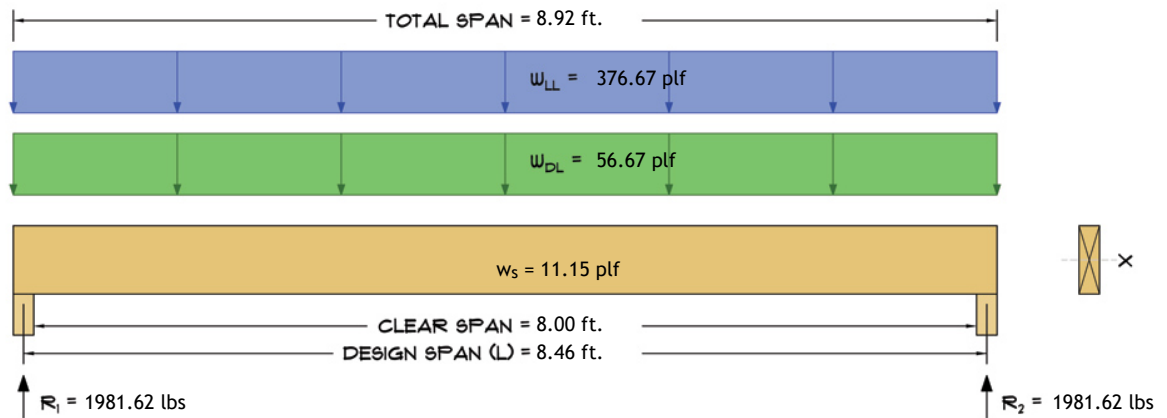 TOTAL SPAN = 8.92 ft.
WLL = 376.67 plf
WDL = 56.67 plf
ws = 11.15 plf
X
CLEAR SPAN = 8.00 ft.
DESIGN SPAN (L) = 8.46 ft.
R1 = 1981.62 lbs
R2 = 1981.62 lbs